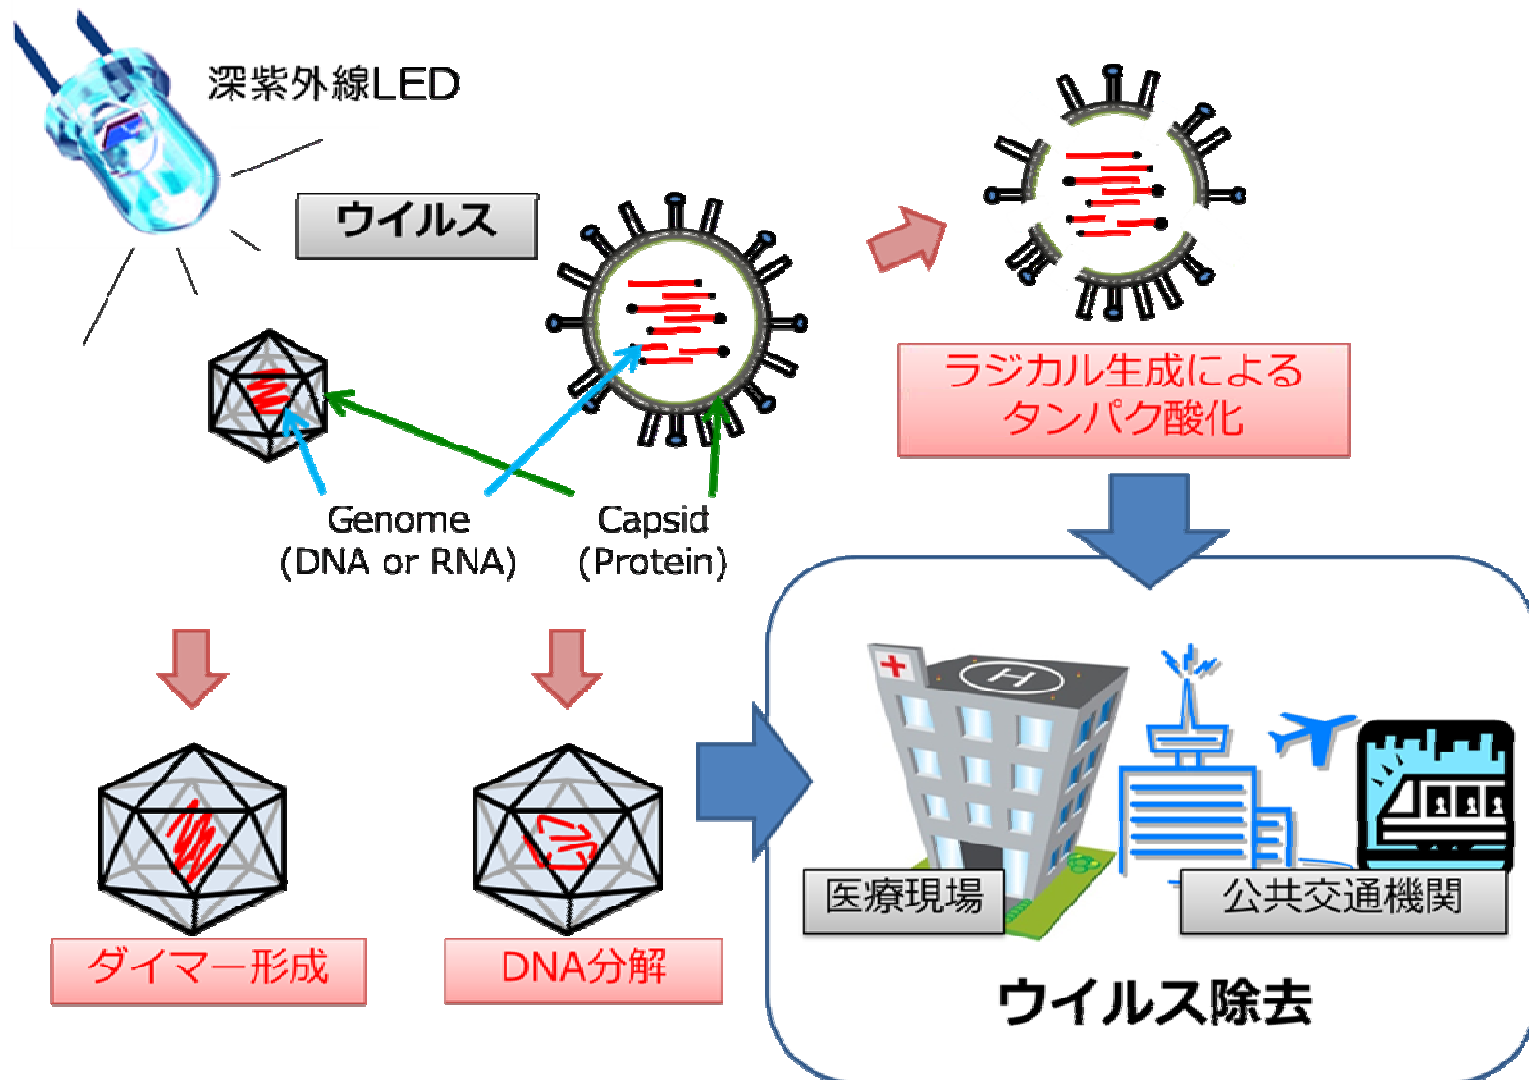 深紫外線LED
ウイルス
ラジカル生成による
タンパク酸化
Genome
(DNA or RNA)
Capsid
(Protein)
H
ダイマー形成
DNA分解
医療現場
公共交通機関
ウイルス除去